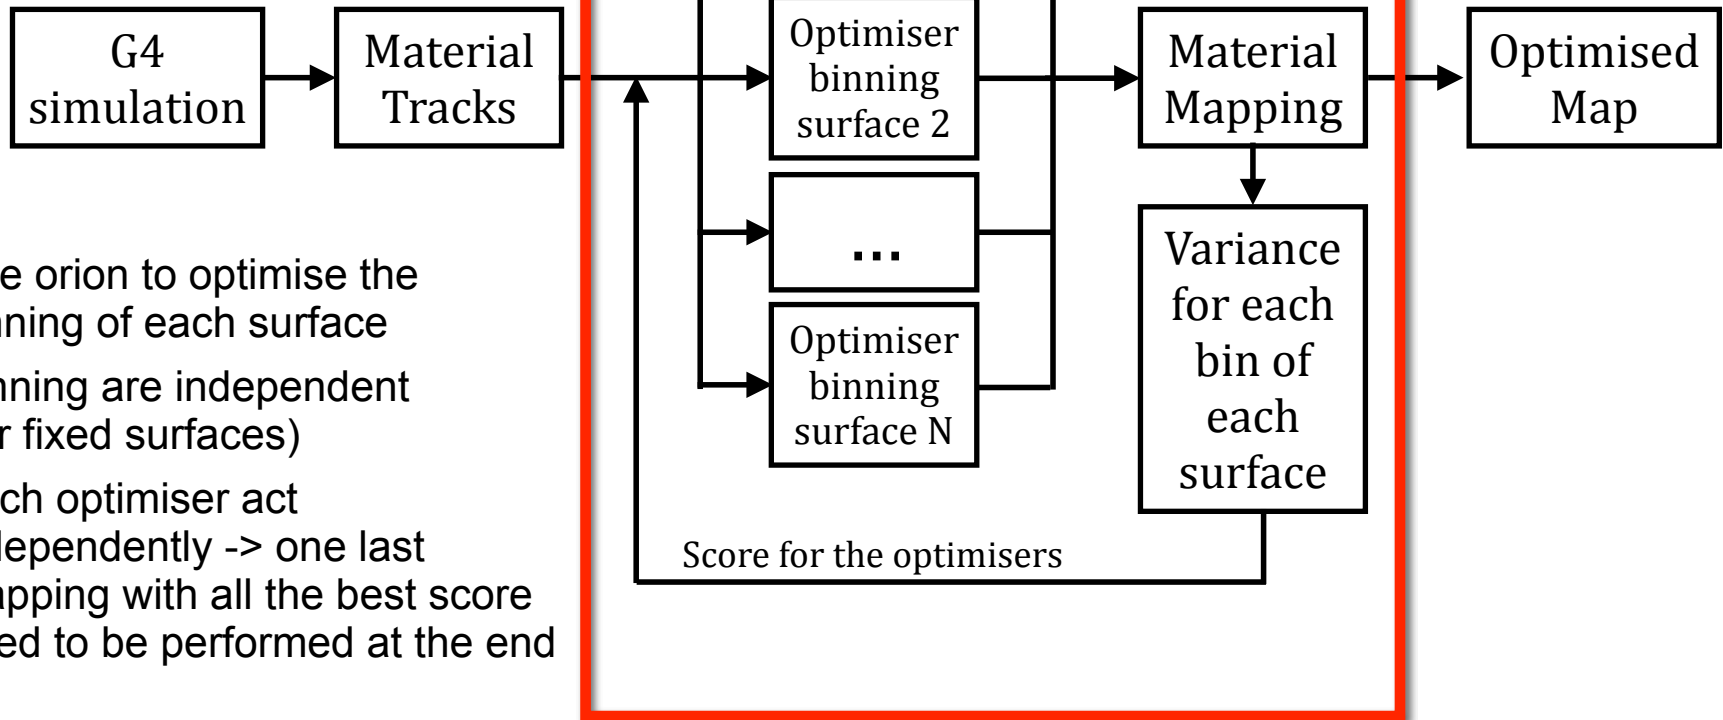 G4
simulation
Material
Tracks
Optimiser
binning
surface 2
...
Optimiser
binning
surface N
Material
Mapping
Variance
for each
bin of
each
surface
Optimised
Map
Score for the optimisers
e orion to optimise the
nning of each surface
nning are independent
r fixed surfaces)
ch optimiser act
dependently -> one last
apping with all the best score
ed to be performed at the end